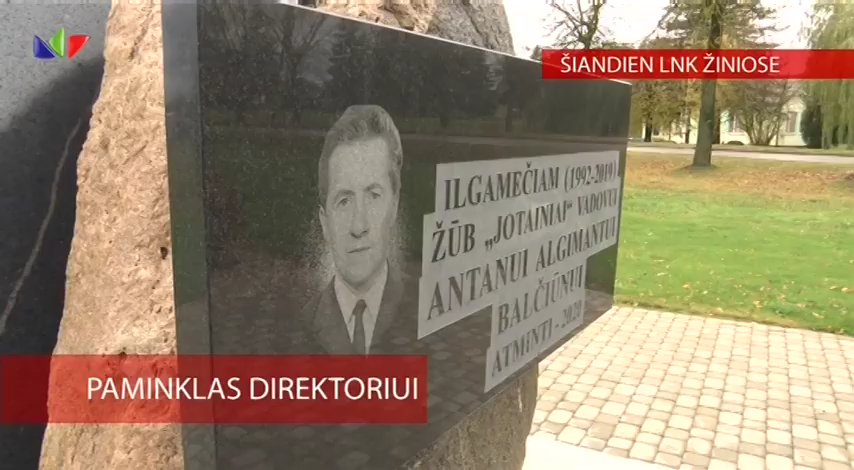 ŠIANDIEN LNK ŽINIOSE
ILGAMEČIAM (1992-2019)
ŽŪB „JOTAINIAI" VADOVUI
ANTANUI ALGIMANTUI
BALČIŪNUI
ATMINTI - 2020
PAMINKLAS DIREKTORIUI